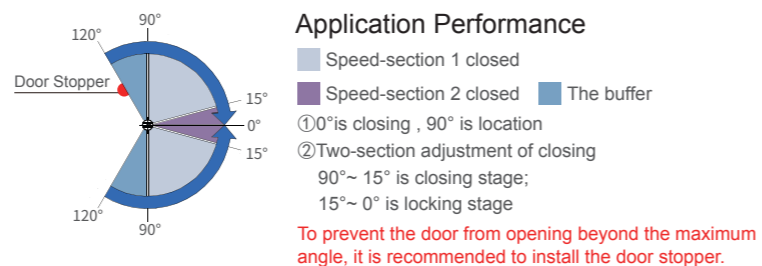 90°
120°
Door Stopper
15°
0°
15°
120°
90°
Application Performance
Speed-section 1 closed
Speed-section 2 closed The buffer
①0°is closing , 90° is location
②Two-section adjustment of closing
90°~ 15° is closing stage;
15°~ 0° is locking stage
To prevent the door from opening beyond the maximum
angle, it is recommended to install the door stopper.